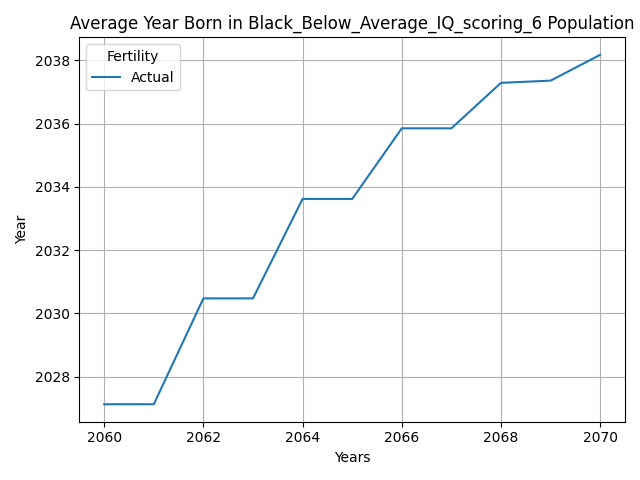 Average Year Born in Black_Below_Average_IQ_scoring_6 Population
Fertility
Actual
Year
2038
2036
2034
2032
2030
2028
2060 2062 2064 2066 2068 2070
Years